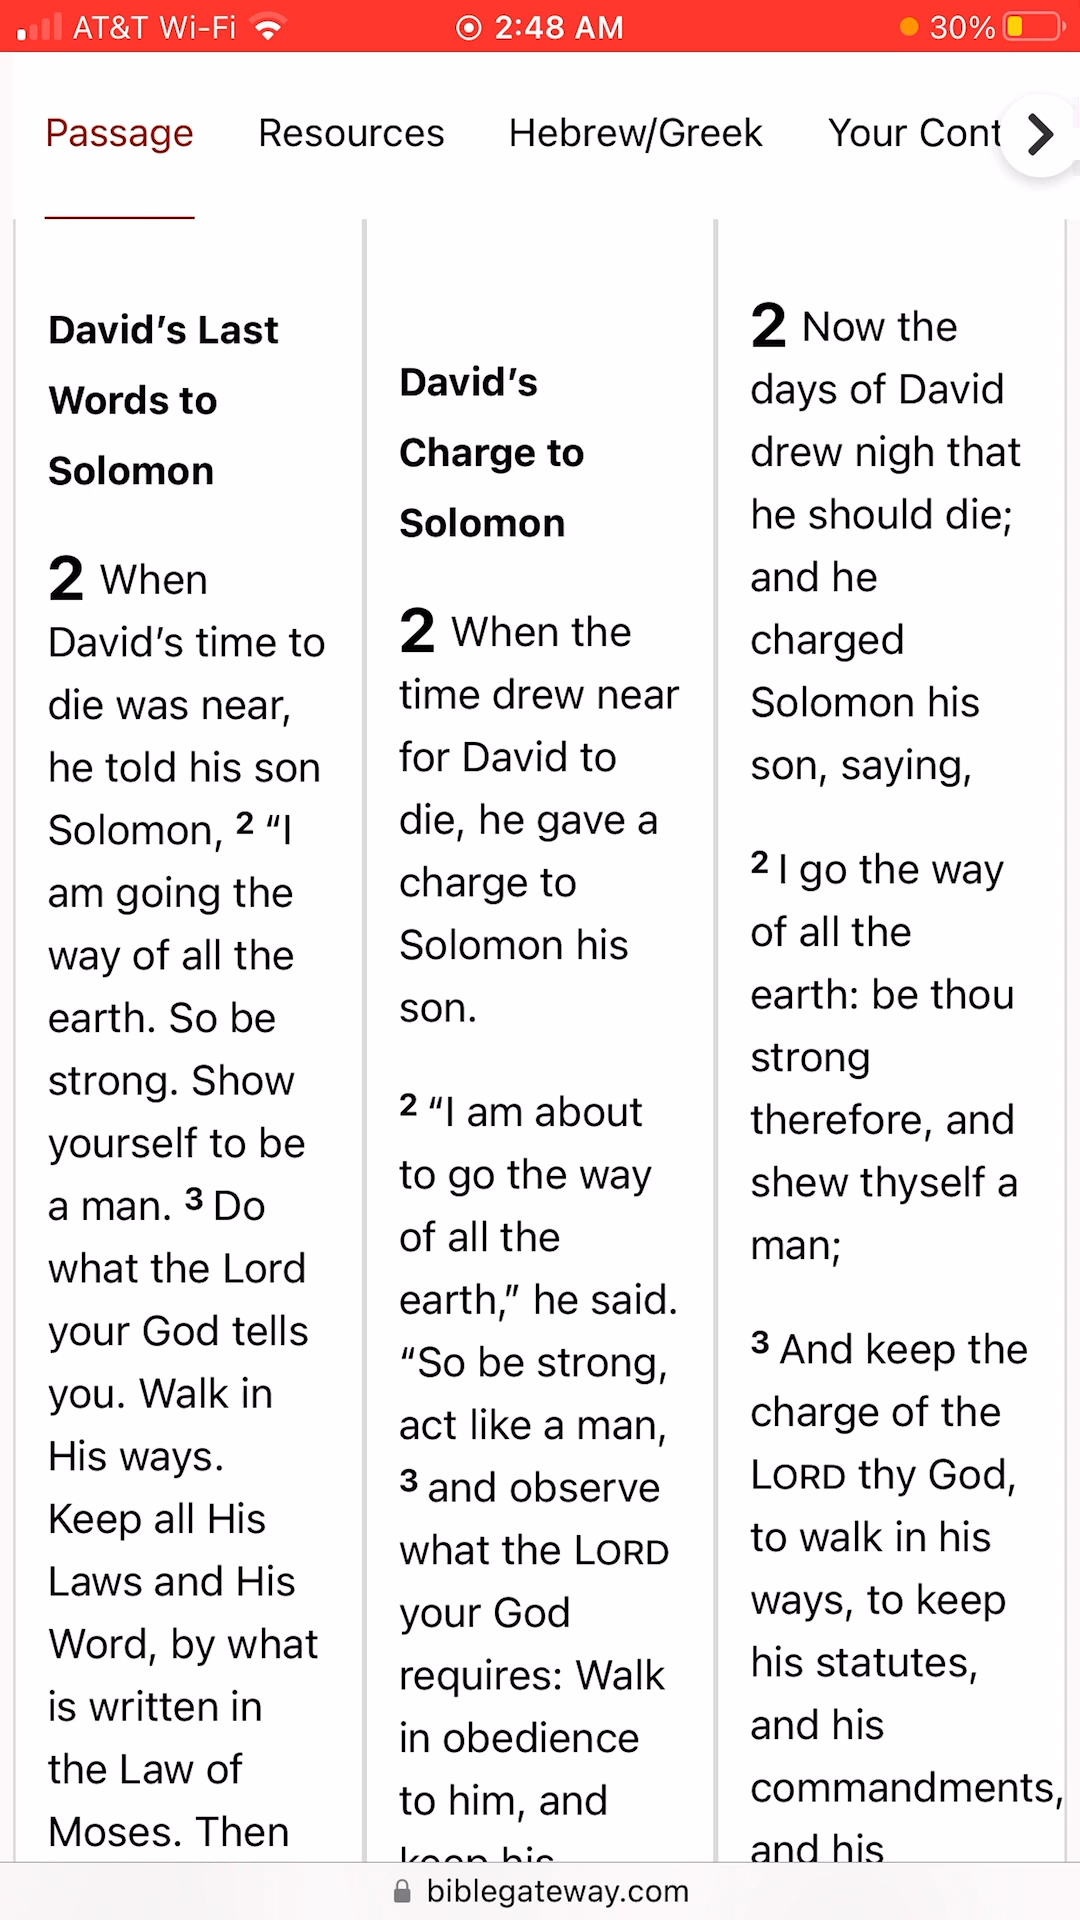 AT&T Wi-Fi 2:48 AM 30%
Passage Resources Hebrew/Greek Your Cont
David’s Last
Words to
Solomon
2 When
David’s time to
die was near,
he told his son
Solomon, 2 “I
am going the
way of all the
earth. So be
strong. Show
yourself to be
a man. 3 Do
what the Lord
your God tells
you. Walk in
His ways.
Keep all His
Laws and His
Word, by what
is written in
the Law of
Moses. Then
David’s
Charge to
Solomon
2 When the
time drew near
for David to
die, he gave a
charge to
Solomon his
son.
2 “I am about
to go the way
of all the
earth,” he said.
“So be strong,
act like a man,
3 and observe
what the LORD
your God
requires: Walk
in obedience
to him, and
keep his
2 Now the
days of David
drew nigh that
he should die;
and he
charged
Solomon his
son, saying,
2 I go the way
of all the
earth: be thou
strong
therefore, and
shew thyself a
man;
3 And keep the
charge of the
LORD thy God,
to walk in his
ways, to keep
his statutes,
and his
commandments,
and his
biblegateway.com